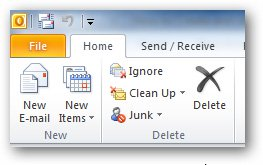 File Home Send / Receive
New E-mail
New Items
Ignore
Clean Up
Junk
Delete
New
Delete